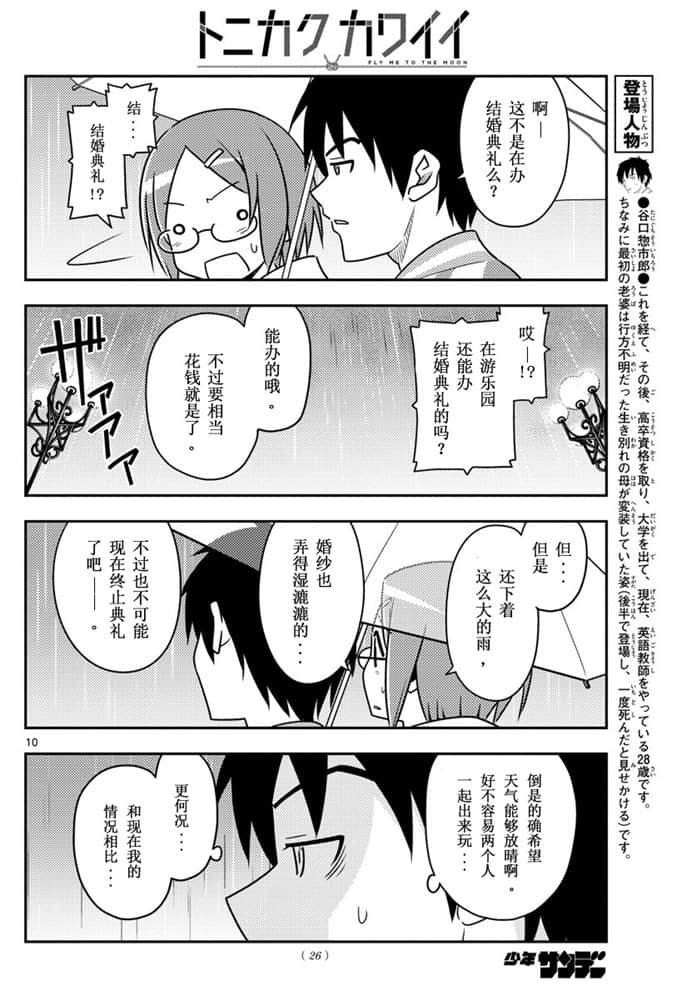 トニカクカワイイ
FLY ME TO THE MOON
登場人物
とうじょうじんぶつ
●谷口惣市郎●これを経て、その後、高卒資格を取り、大学を出て、現在、英語教師をやっている28歳です。
ちなみに最初の老婆は行方不明だった生き別れの母が変装していた姿(後半で登場し、一度死んだと見せかける)です。
啊—
这不是在办
结婚典礼么?
结...
结婚典礼!?
哎—!?
在游乐园
还能办
结婚典礼的吗?
能办的哦。
不过要相当
花钱就是了。
ザアアァ
但...
但是
还下着
这么大的雨,
婚纱也
弄得湿漉漉的...
不过也不可能
现在终止典礼
了吧——。
10
倒是的确希望
天气能够放晴啊。
好不容易两个人
一起出来玩...
更何况...
和现在我的
情况相比...
(26)
少年サンデー